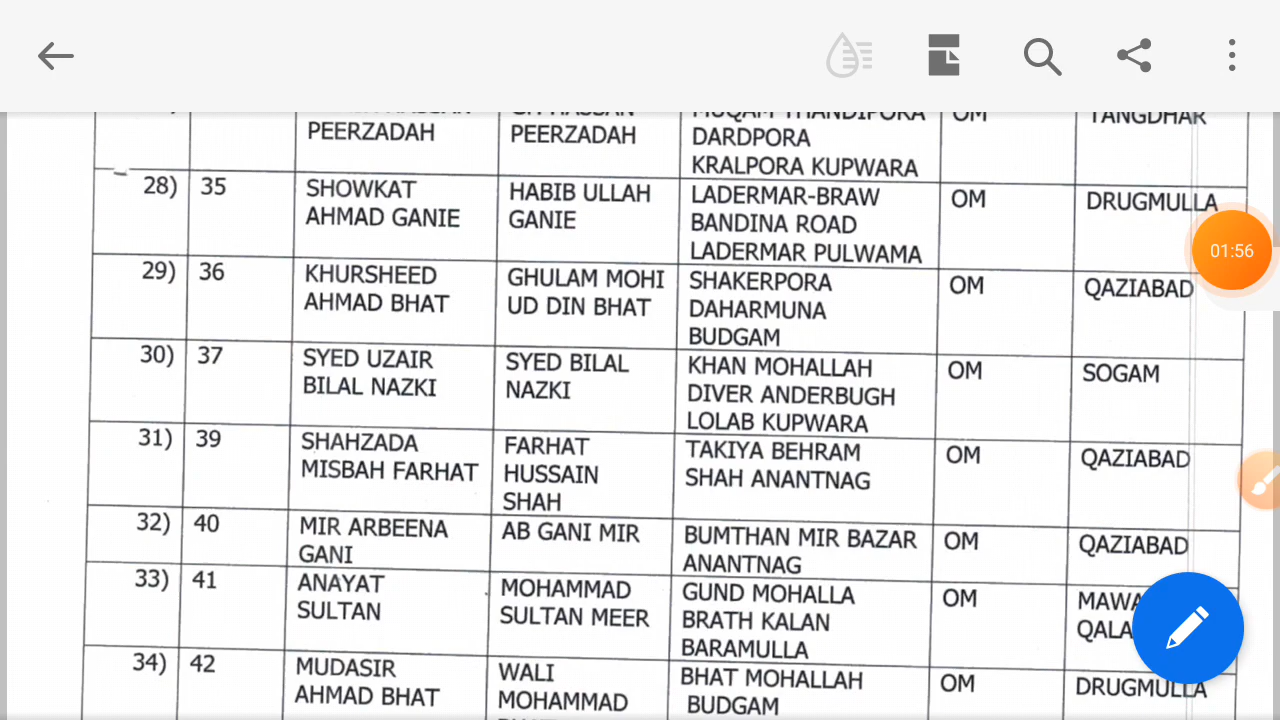 PEERZADAH
PEERZADAH
MUQAM THANDIPORA
DARDPORA
KRALPORA KUPWARA
OM
TANGDHAR
28) 35
SHOWKAT
AHMAD GANIE
HABIB ULLAH
GANIE
LADERMAR-BRAW
BANDINA ROAD
LADERMAR PULWAMA
OM
DRUGMULLA
29) 36
KHURSHEED
AHMAD BHAT
GHULAM MOHI
UD DIN BHAT
SHAKERPORA
DAHARMUNA
BUDGAM
OM
QAZIABAD
30) 37
SYED UZAIR
BILAL NAZKI
SYED BILAL
NAZKI
KHAN MOHALLAH
DIVER ANDERBUGH
LOLAB KUPWARA
OM
SOGAM
31) 39
SHAHZADA
MISBAH FARHAT
FARHAT
HUSSAIN
SHAH
TAKIYA BEHRAM
SHAH ANANTNAG
OM
QAZIABAD
32) 40
MIR ARBEENA
GANI
AB GANI MIR
BUMTHAN MIR BAZAR
ANANTNAG
OM
QAZIABAD
33) 41
ANAYAT
SULTAN
MOHAMMAD
SULTAN MEER
GUND MOHALLA
BRATH KALAN
BARAMULLA
OM
MAWA
QALA
34) 42
MUDASIR
AHMAD BHAT
WALI
MOHAMMAD
BHAT MOHALLAH
BUDGAM
OM
DRUGMULLA
01:56